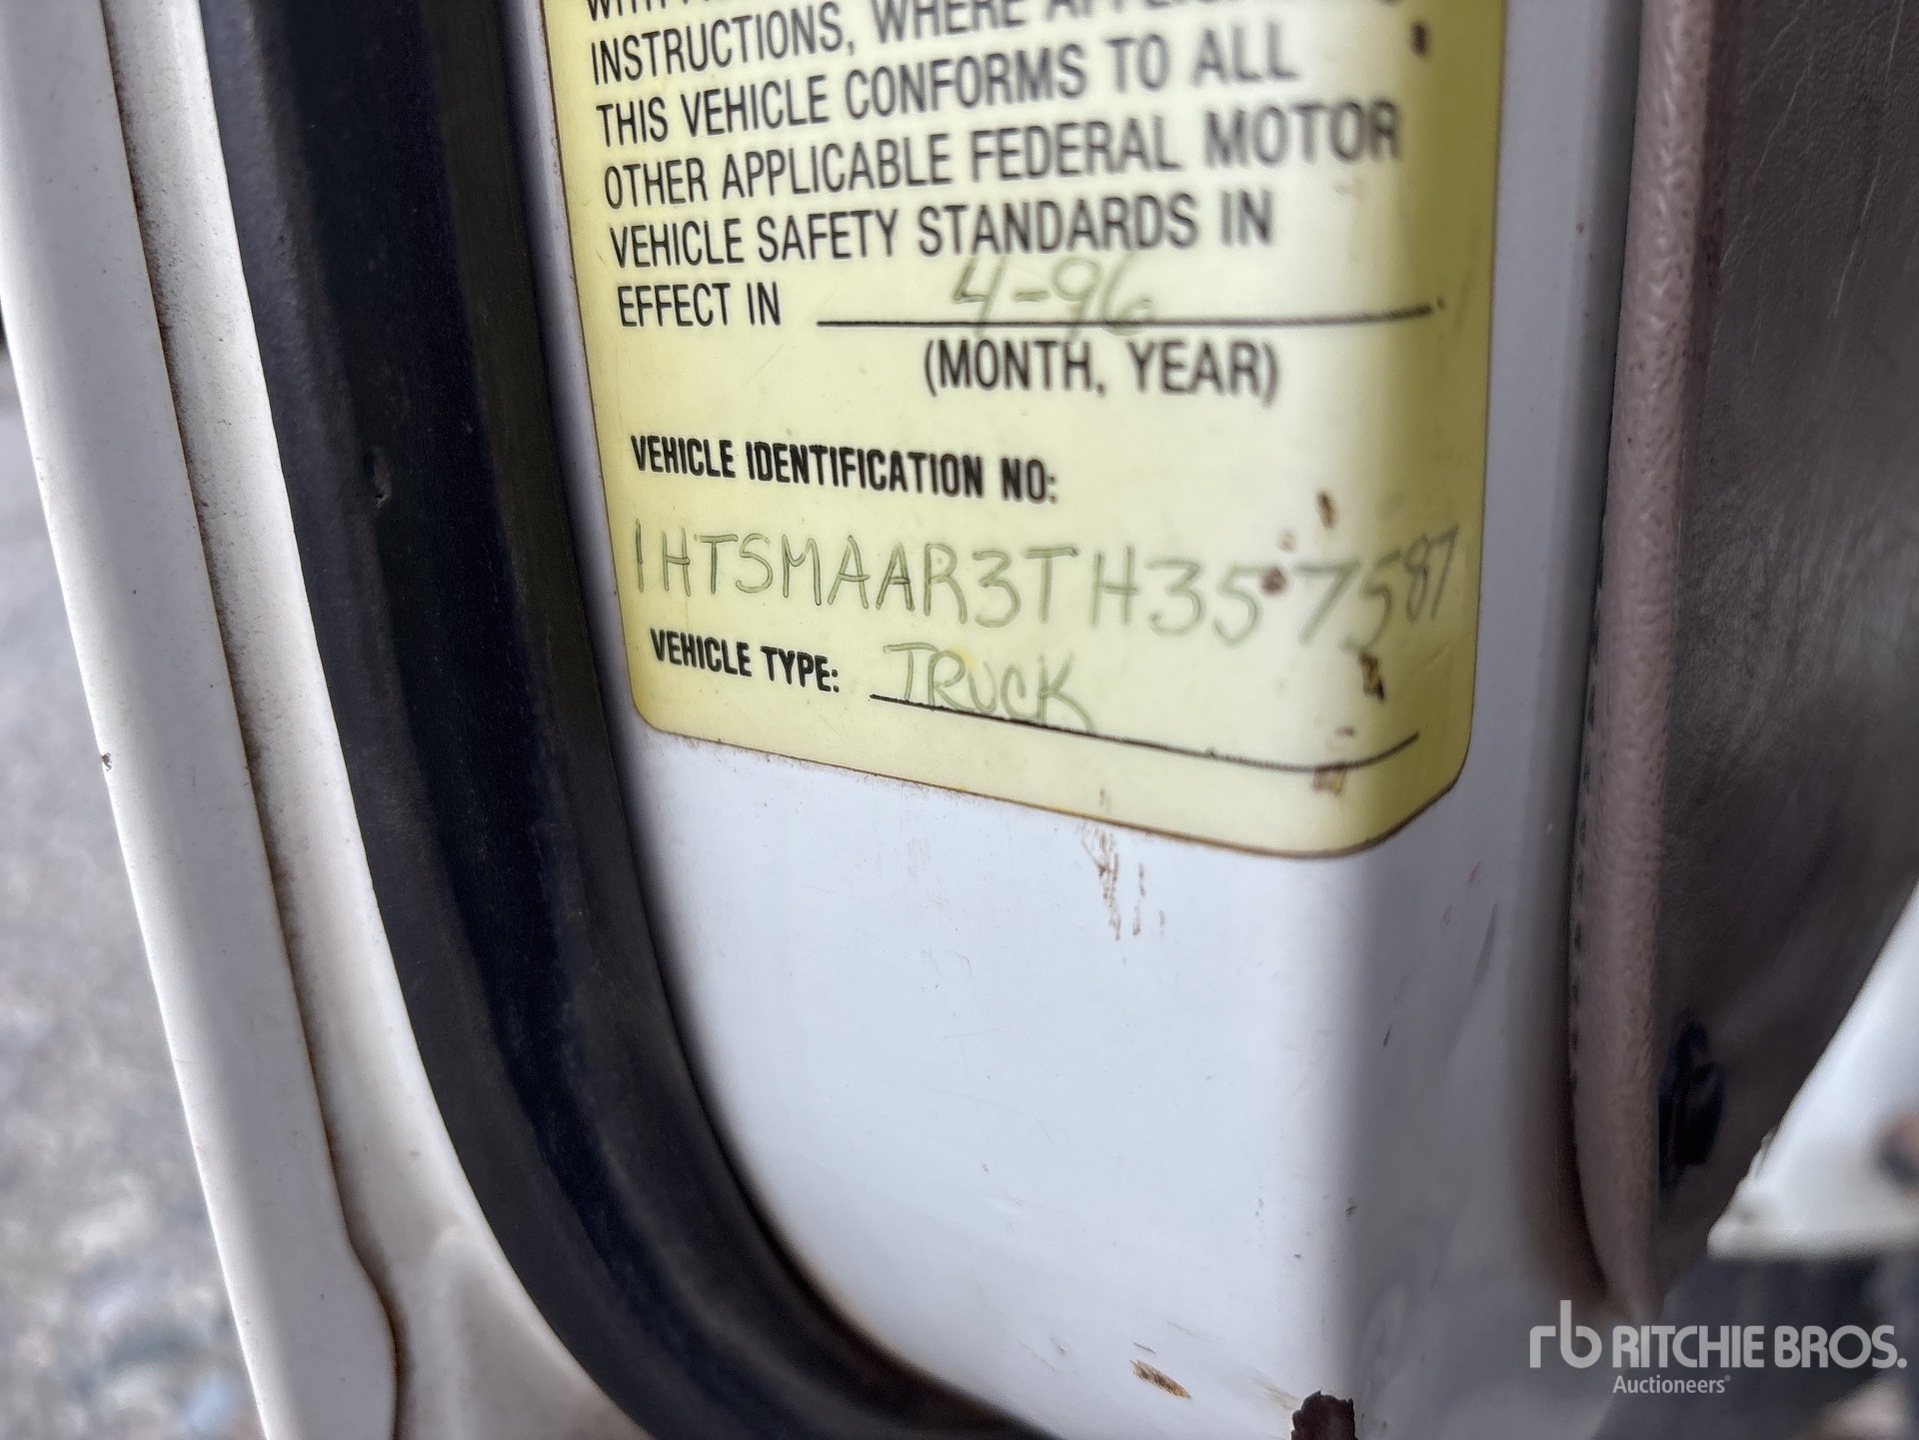 INSTRUCTIONS, WHERE
THIS VEHICLE CONFORMS TO ALL
OTHER APPLICABLE FEDERAL MOTOR
VEHICLE SAFETY STANDARDS IN
EFFECT IN 4-96.
(MONTH, YEAR)
VEHICLE IDENTIFICATION NO:
1HTSMAAR3TH357587
VEHICLE TYPE: TRUCK
rb RITCHIE BROS.
Auctioneers®